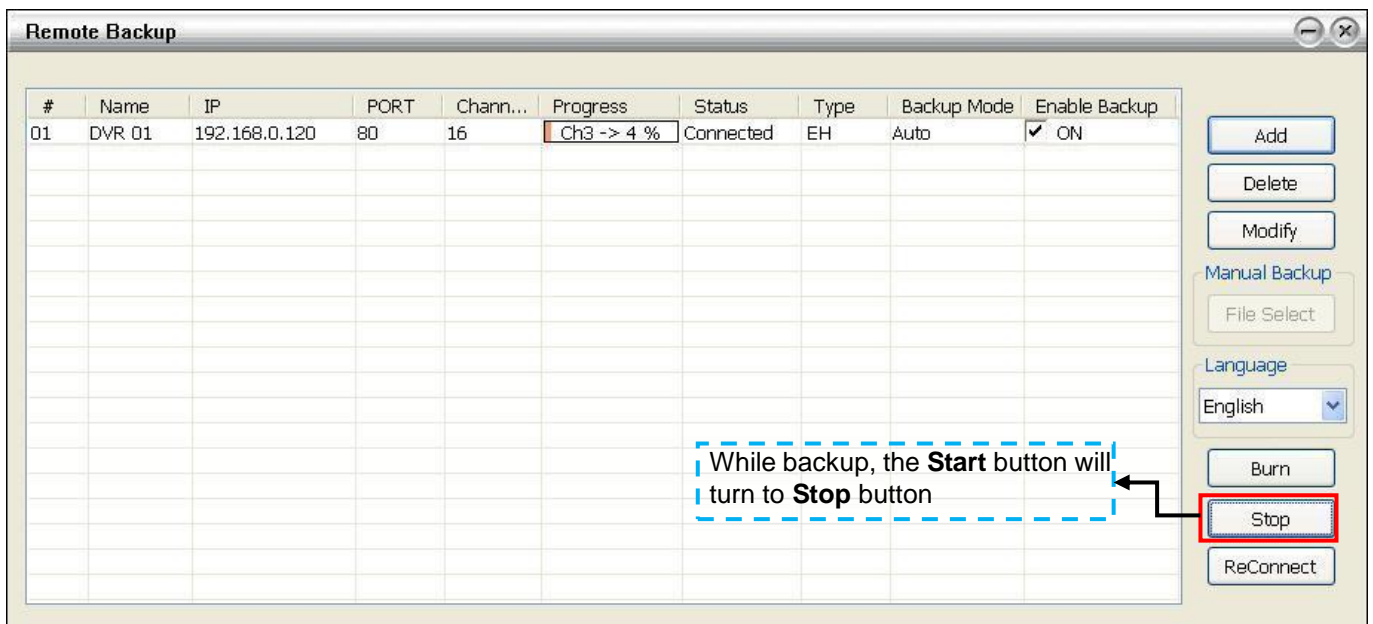 Remote Backup
# Name IP PORT Chann... Progress Status Type Backup Mode Enable Backup
01 DVR 01 192.168.0.120 80 16 Ch3 -> 4 % Connected EH Auto ON
Add
Delete
Modify
Manual Backup
File Select
Language
English
While backup, the Start button will
turn to Stop button
Burn
Stop
ReConnect